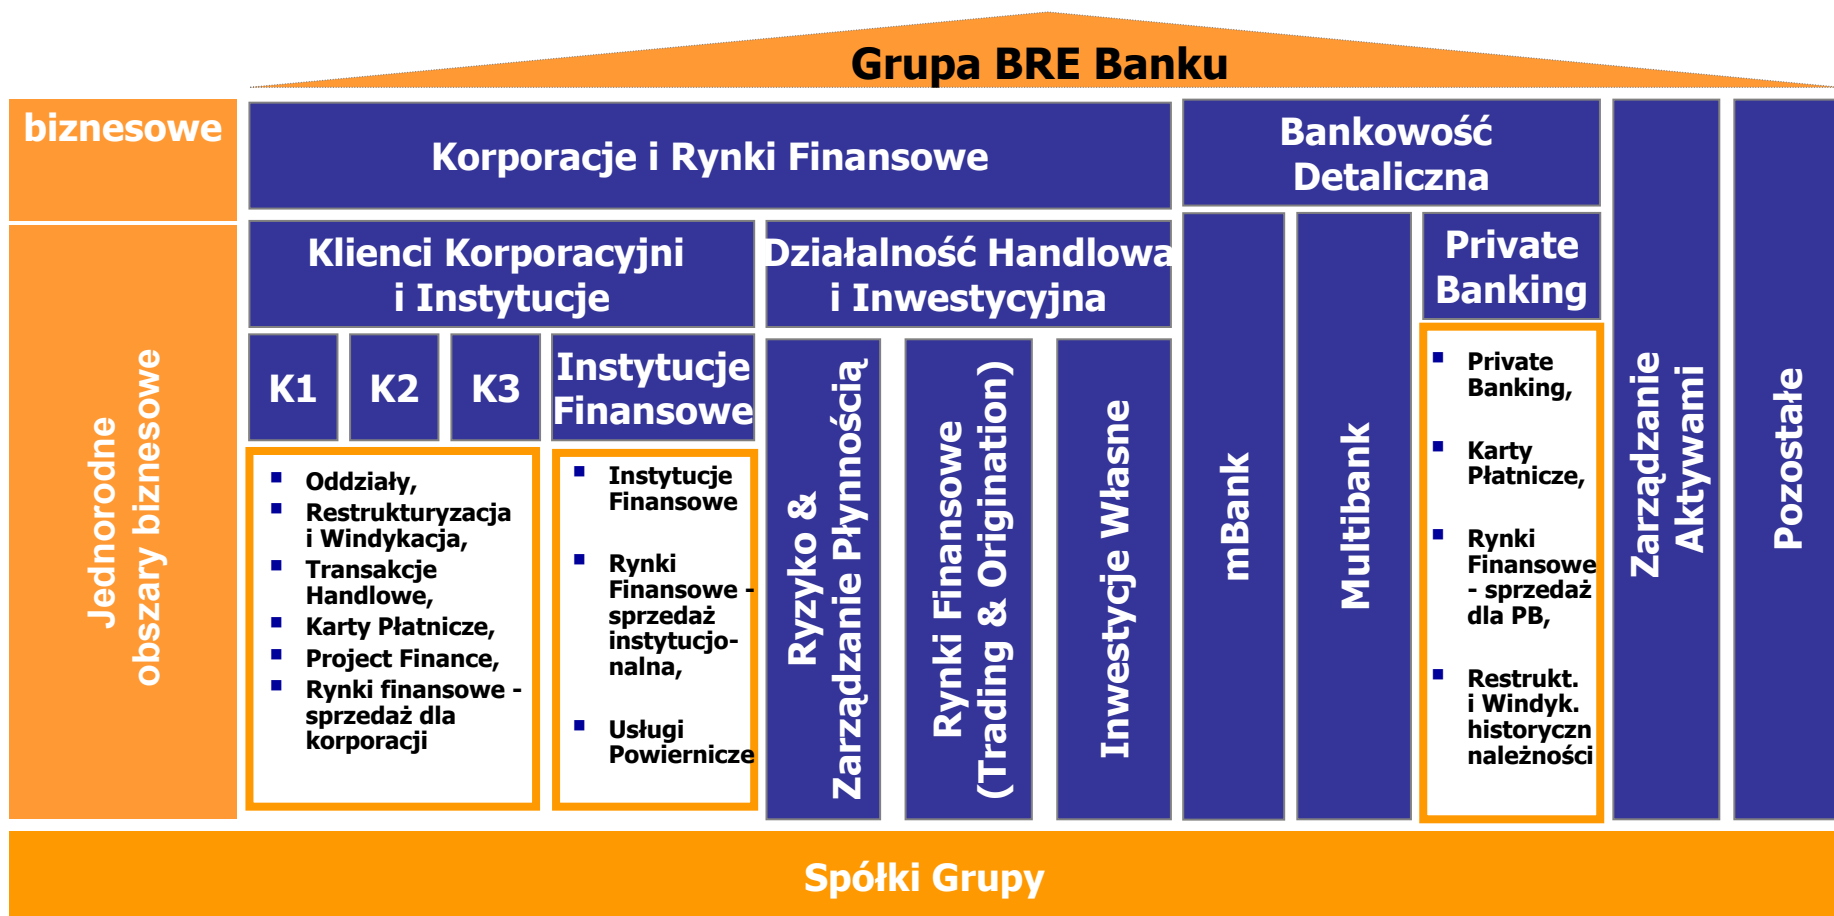 Grupa BRE Banku
biznesowe
Korporacje i Rynki Finansowe
Bankowość
Detaliczna
Zarządzanie
Aktywami
Pozostałe
Jednorodne
obszary biznesowe
Klienci Korporacyjni
i Instytucje
Działalność Handlowa
i Inwestycyjna
mBank
Multibank
Private
Banking
K1
K2
K3
Instytucje
Finansowe
Ryzyko &
Zarządzanie Płynnością
Rynki Finansowe
(Trading & Origination)
Inwestycje Własne
Oddziały,
Restrukturyzacja
i Windykacja,
Transakcje
Handlowe,
Karty Płatnicze,
Project Finance,
Rynki finansowe -
sprzedaż dla
korporacji
Instytucje
Finansowe
Rynki
Finansowe -
sprzedaż
instytucjo-
nalna,
Usługi
Powiernicze
Private
Banking,
Karty
Płatnicze,
Rynki
Finansowe
- sprzedaż
dla PB,
Restrukt.
i Windyk.
historyczn
należności
Spółki Grupy